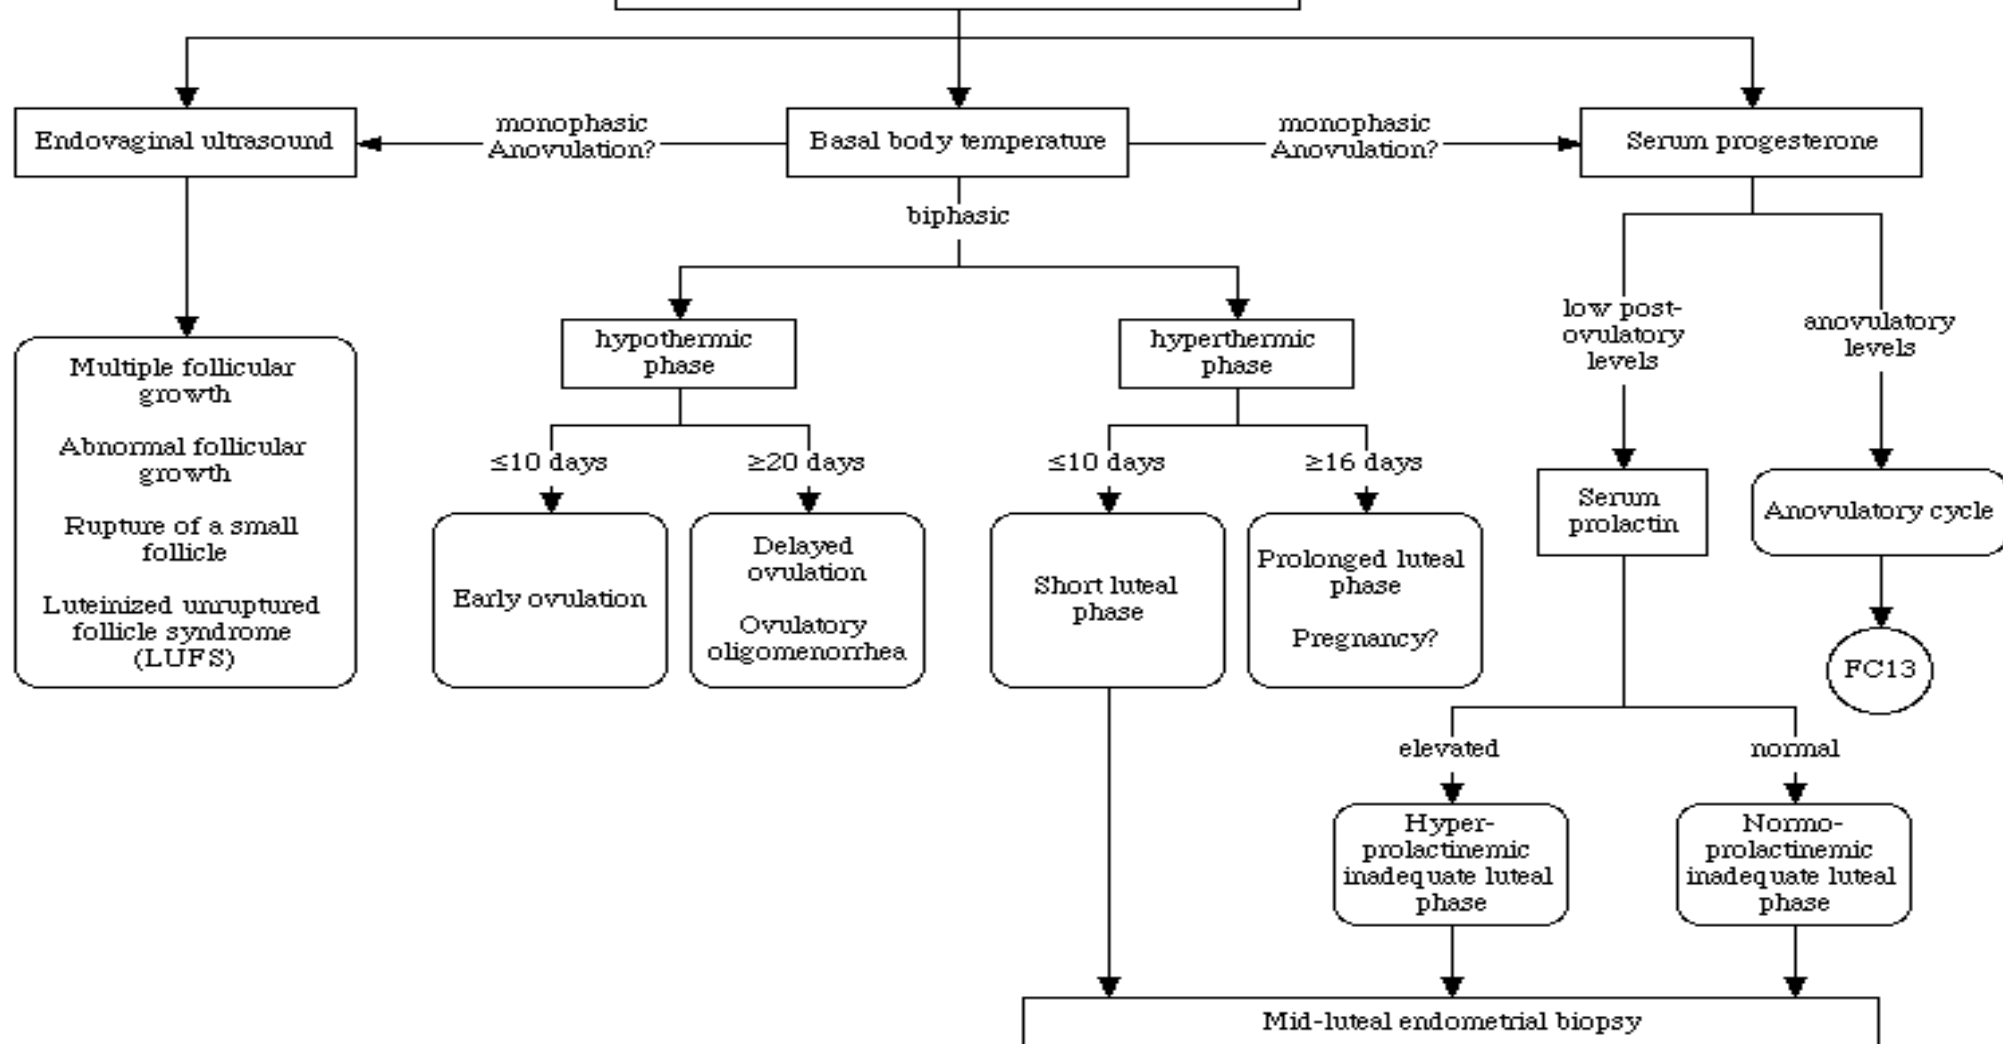 monophasic
Anovulation?
monophasic
Anovulation?
Endovaginal ultrasound
Basal body temperature
Serum progesterone
biphasic
low post-
ovulatory
levels
anovulatory
levels
hypothermic
phase
hyperthermic
phase
Multiple follicular
growth
Abnormal follicular
growth
Rupture of a small
follicle
Luteinized unruptured
follicle syndrome
(LUFS)
≤10 days
≥20 days
≤10 days
≥16 days
Early ovulation
Delayed
ovulation
Ovulatory
oligomenorrhea
Short luteal
phase
Prolonged luteal
phase
Pregnancy?
Serum
prolactin
Anovulatory cycle
FC13
elevated
normal
Hyper-
prolactinemic
inadequate luteal
phase
Normo-
prolactinemic
inadequate luteal
phase
Mid-luteal endometrial biopsy